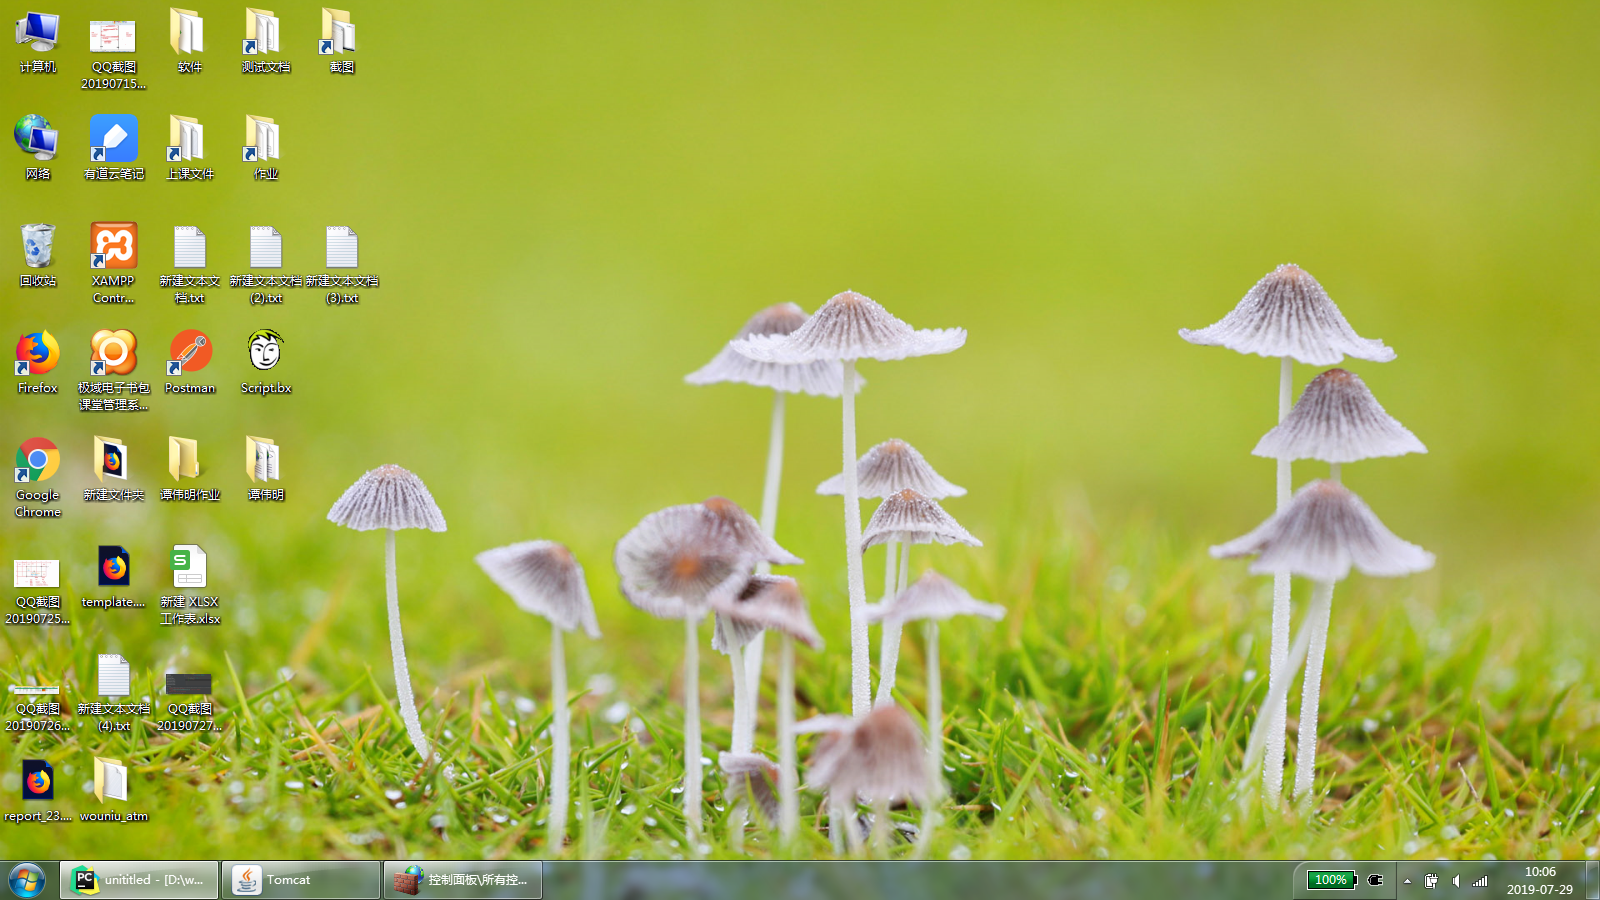 计算机
QQ截图
20190715...
软件
测试文档
截图
网络
有道云笔记
上课文件
作业
回收站
XAMPP
Contr...
新建文本文
档.txt
新建文本文档
(2).txt
新建文本文档
(3).txt
Firefox
极域电子书包
课堂管理系...
Postman
Script.bx
Google
Chrome
新建文件夹
谭伟明作业
谭伟明
QQ截图
20190725...
template....
S
新建 XLSX
工作表.xlsx
QQ截图
20190726...
新建文本文档
(4).txt
QQ截图
20190727...
report_23....
wouniu_atm
PC
unititled - [D:\w...
Tomcat
控制面板\所有控...
100%
10:06
2019-07-29